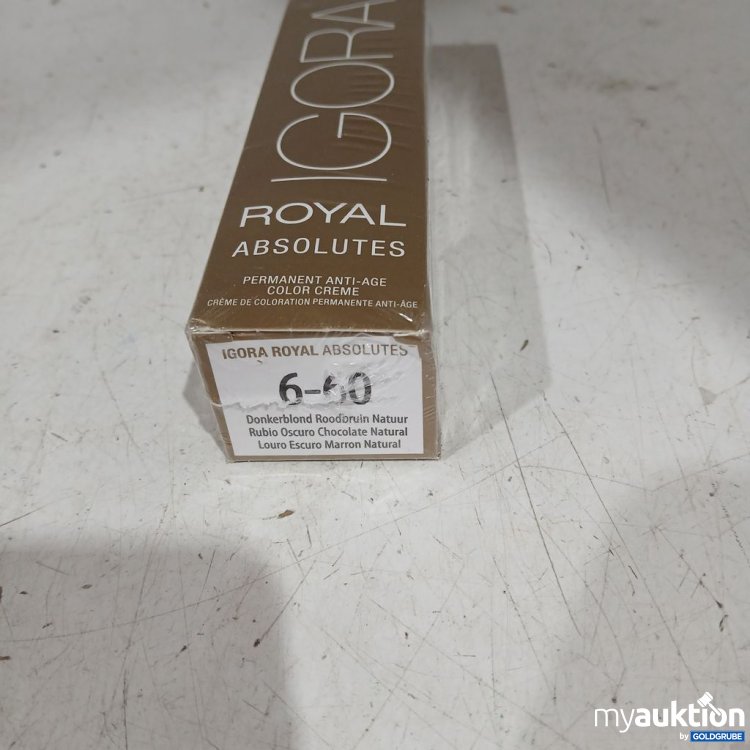 IGORA
ROYAL
ABSOLUTES
PERMANENT ANTI-AGE
COLOR CREME
CRÈME DE COLORATION PERMANENTE ANTI-ÂGE
IGORA ROYAL ABSOLUTES
6-60
Donkerblond Roodbruin Natuur
Rubio Oscuro Chocolate Natural
Louro Escuro Marron Natural
myauktion
by GOLDGRUBE